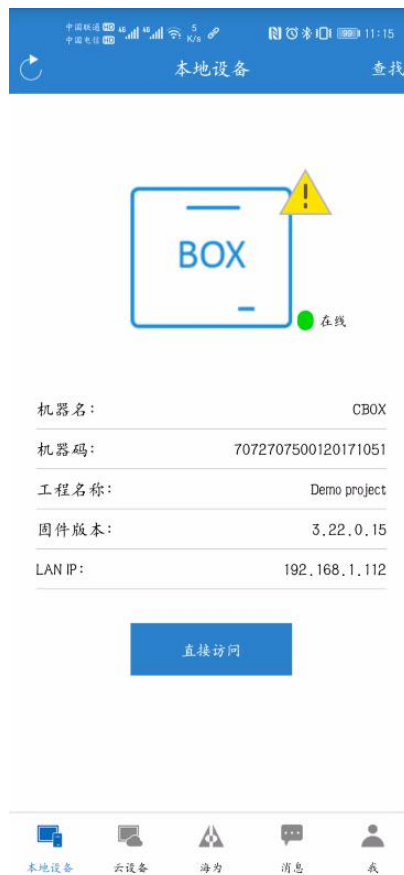 中国联通 HD 4G 4G 5 K/s 11:15
中国电信 HD
本地设备 查找
BOX
在线
机器名: CBOX
机器码: 7072707500120171051
工程名称: Demo project
固件版本: 3.22.0.15
LAN IP: 192.168.1.112
直接访问
本地设备 云设备 海为 消息 我